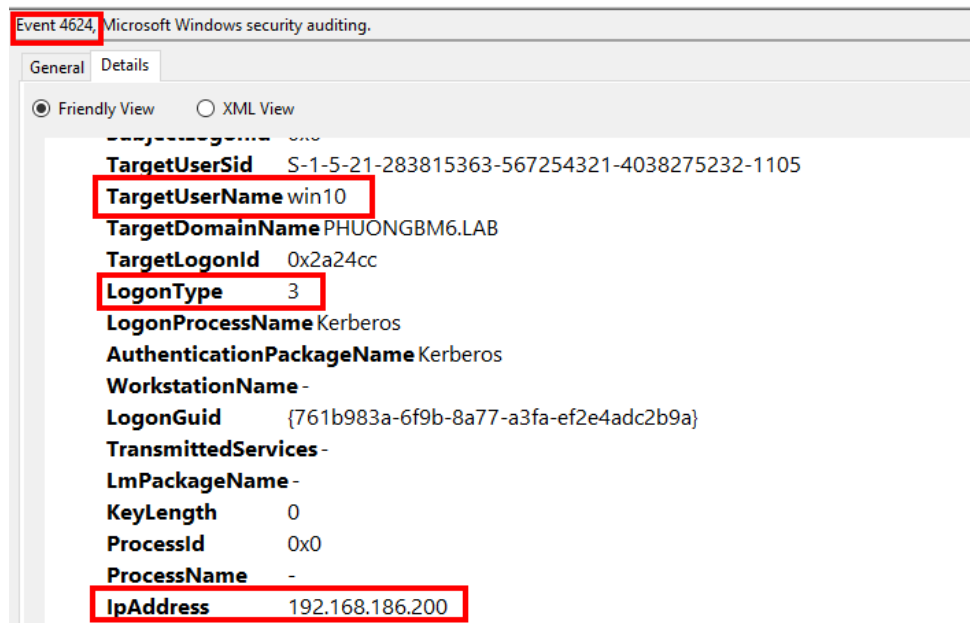 Event 4624, Microsoft Windows security auditing.
General Details
Friendly View XML View
TargetUserSid S-1-5-21-283815363-567254321-4038275232-1105
TargetUserName win10
TargetDomainName PHUONGBM6.LAB
TargetLogonId 0x2a24cc
LogonType 3
LogonProcessName Kerberos
AuthenticationPackageName Kerberos
WorkstationName -
LogonGuid {761b983a-6f9b-8a77-a3fa-ef2e4adc2b9a}
TransmittedServices -
LmPackageName -
KeyLength 0
ProcessId 0x0
ProcessName -
IpAddress 192.168.186.200